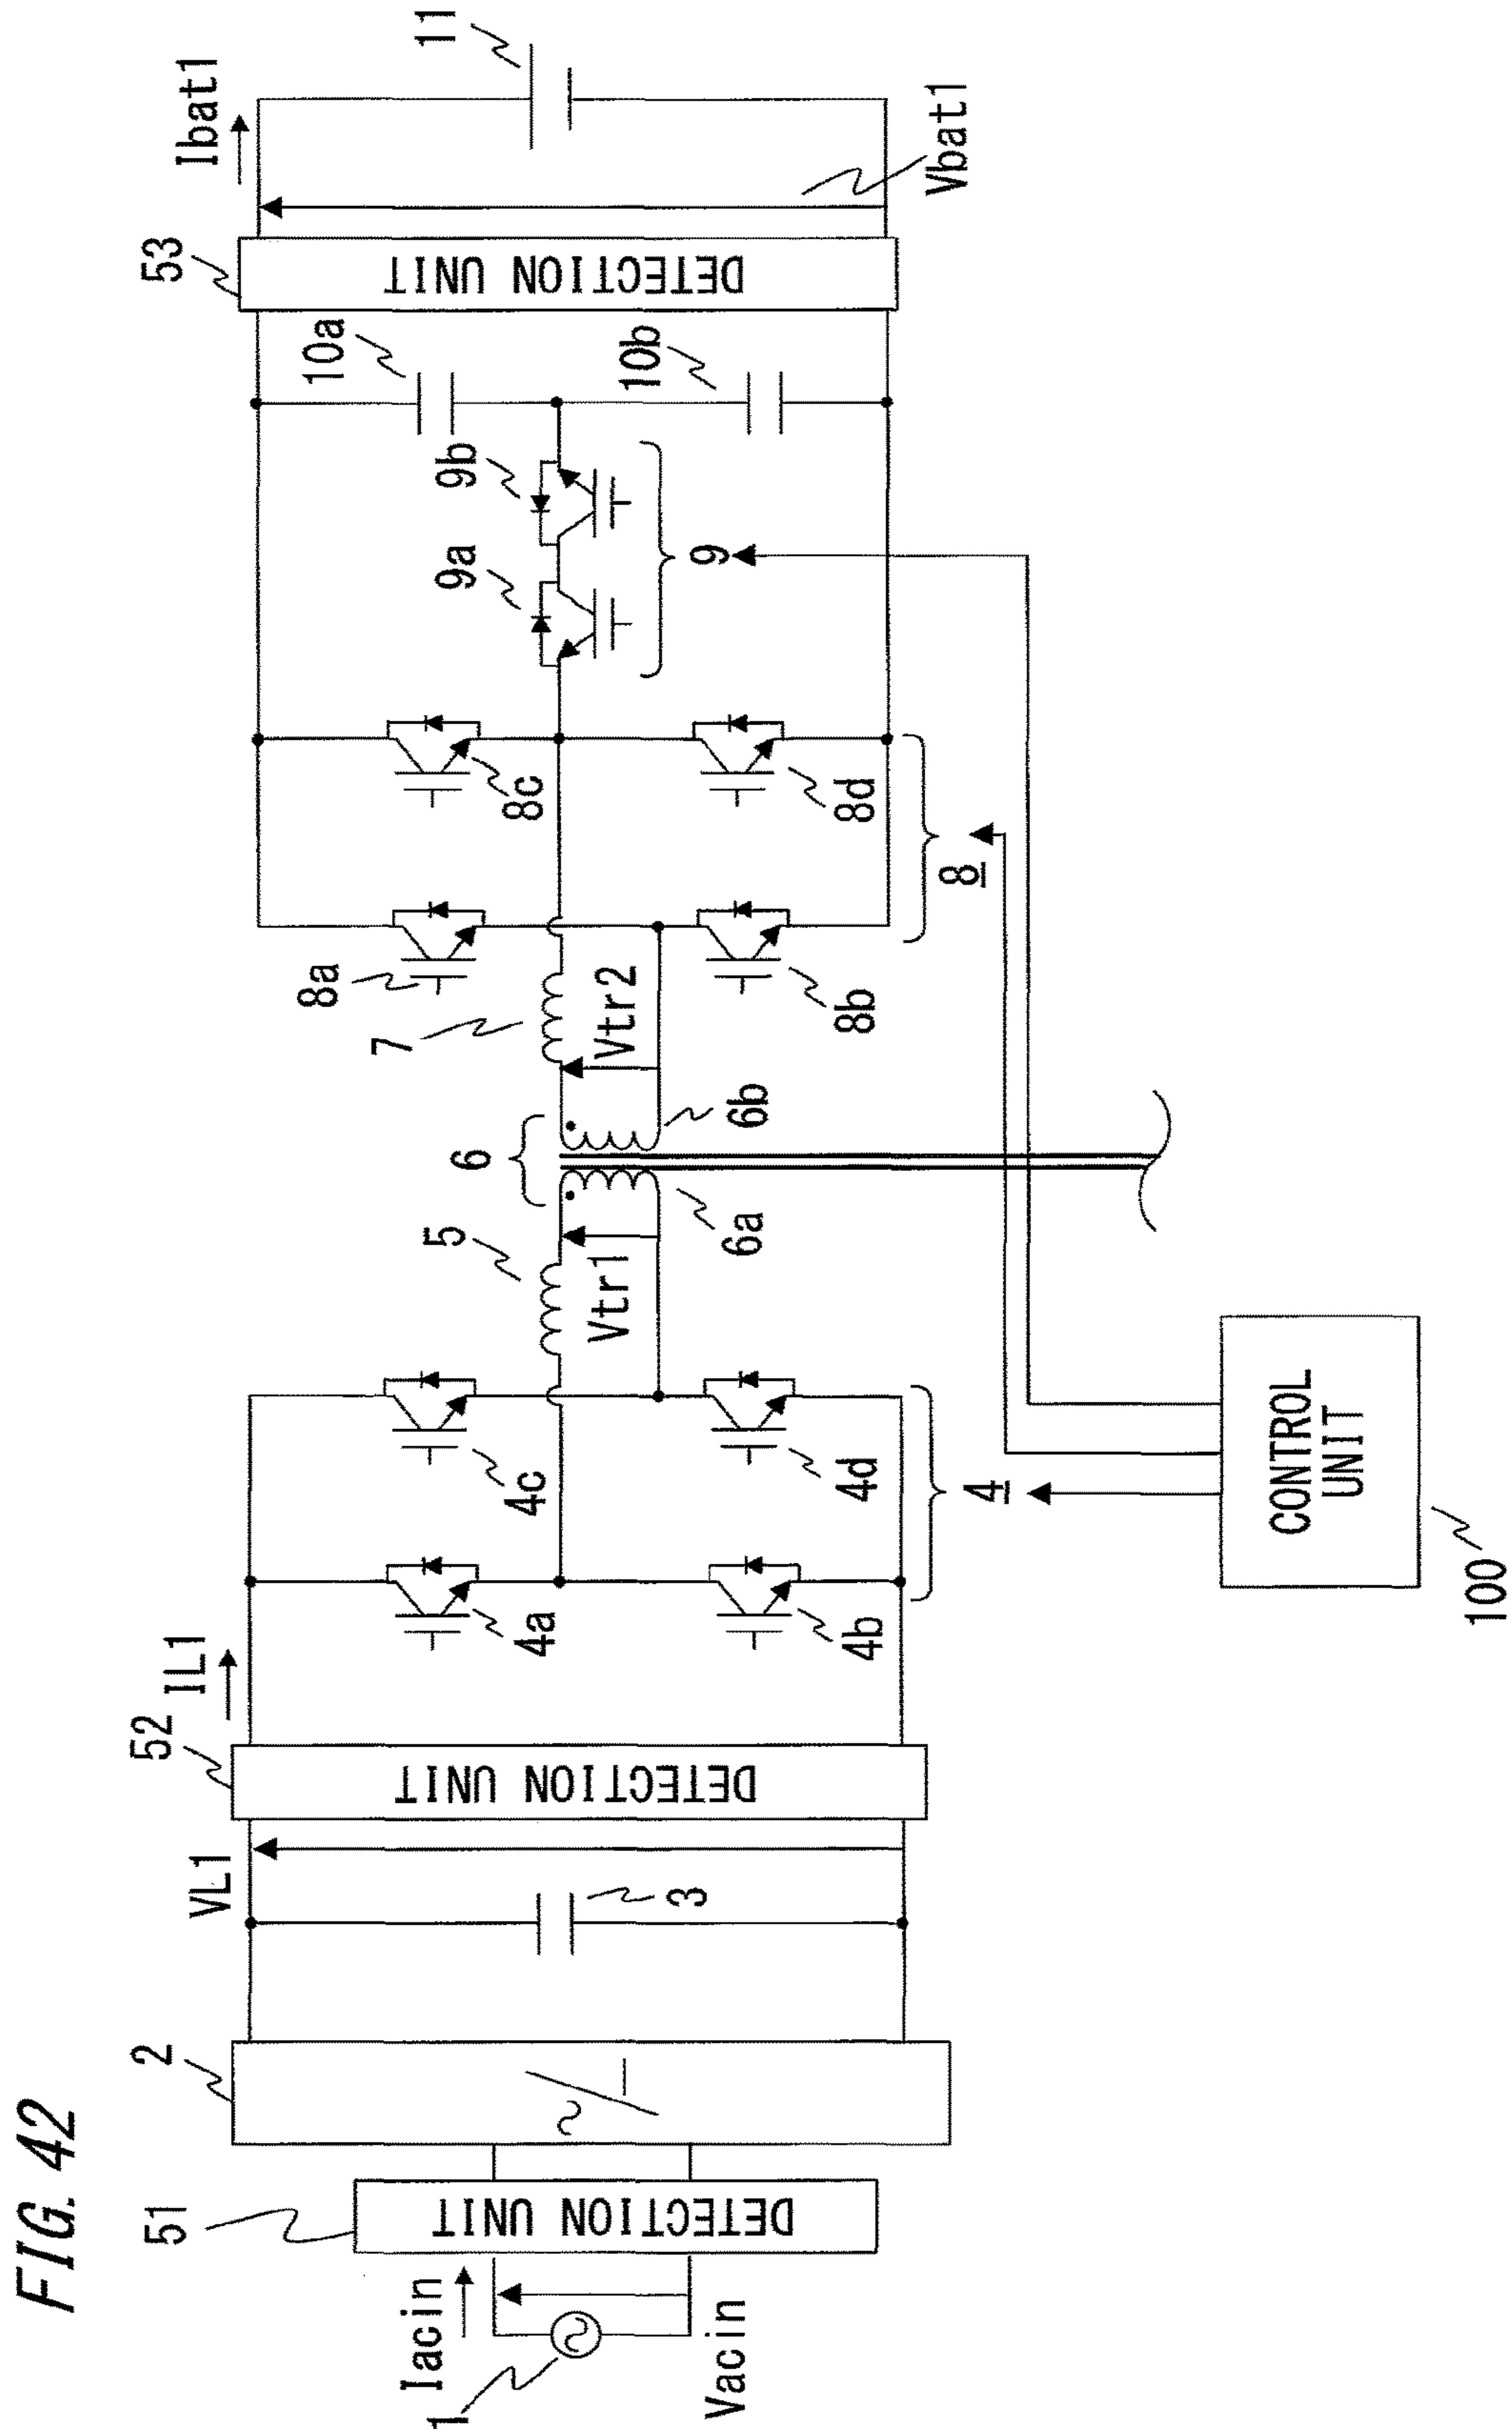 FIG. 42
51
2
VL1
52
IL1
5
6
7
8a
10a
53
Ibat1
11
Iacin
1
Vacin
DETECTION UNIT
3
DETECTION UNIT
4a
4c
4b
4d
4
Vtr1
6a
6b
Vtr2
8c
8b
8d
8
9a
9b
9
10b
DETECTION UNIT
Vbat1
CONTROL
UNIT
100